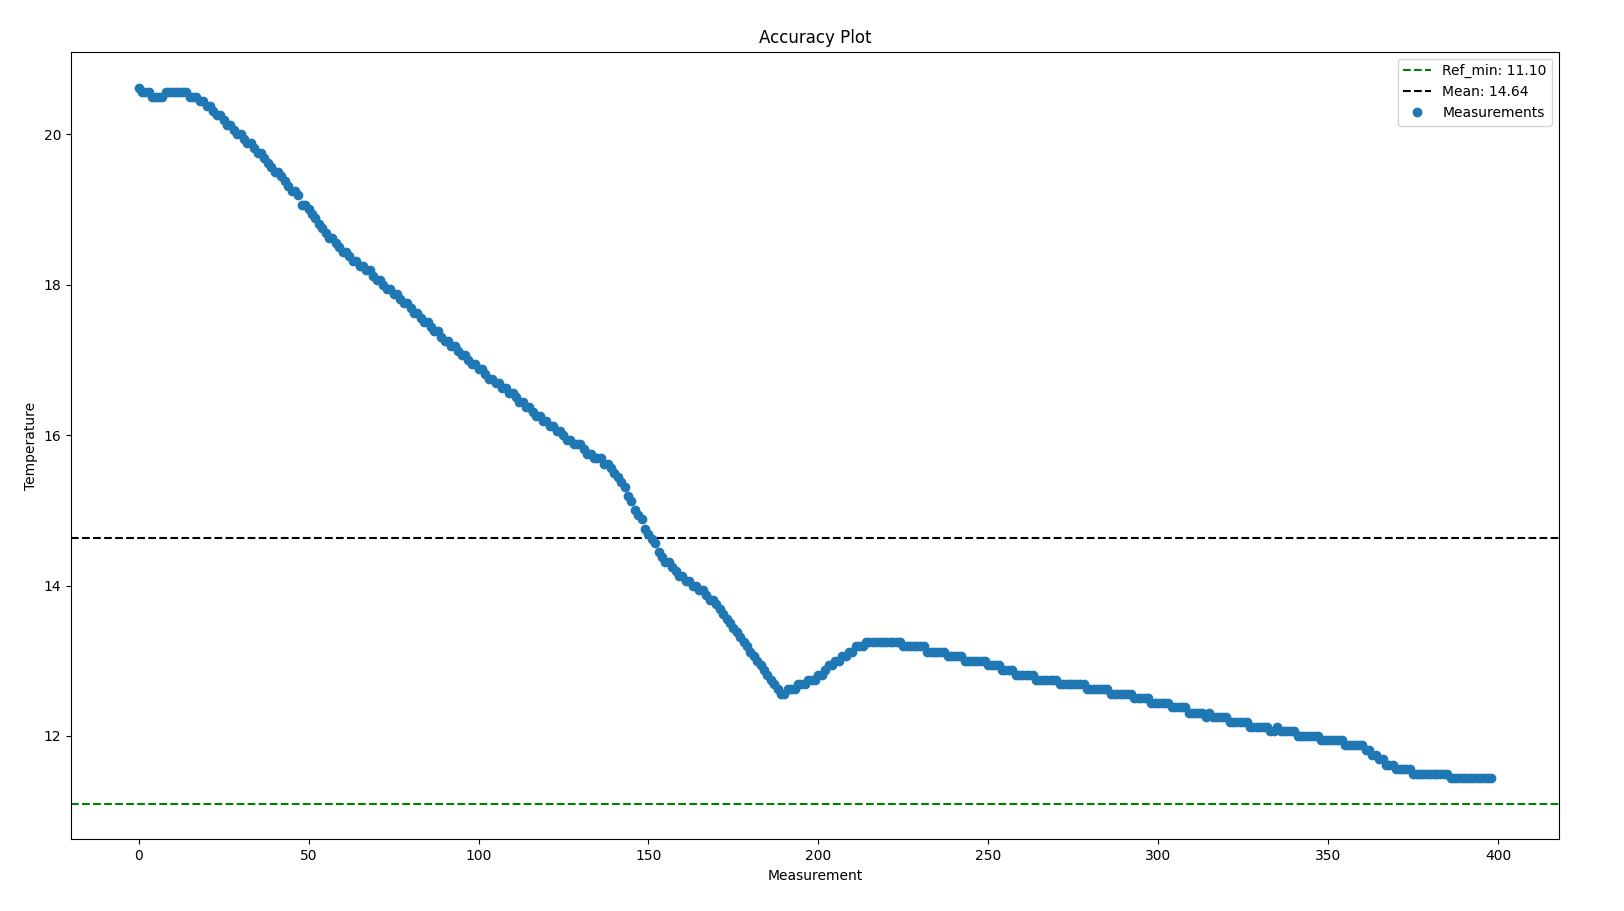 Accuracy Plot
Ref_min: 11.10
Mean: 14.64
Measurements
Temperature
20
18
16
14
12
0 50 100 150 200 250 300 350 400
Measurement